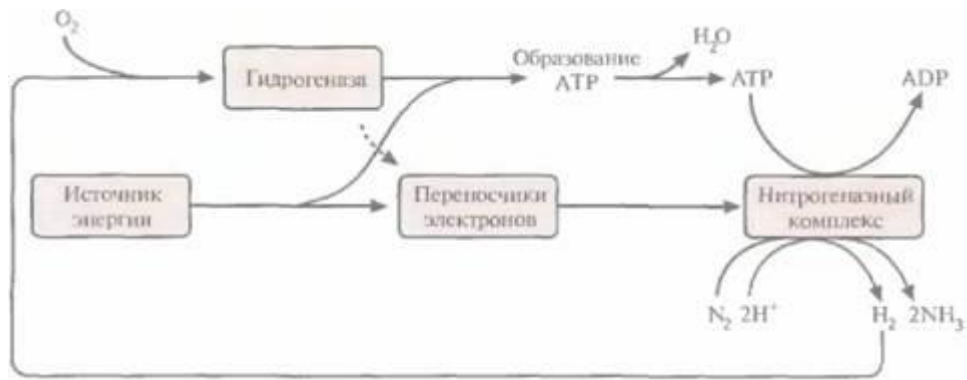 O₂
H₂O
Гидрогеназа
Образование
ATP
ATP
ADP
Источник
энергии
Переносчики
электронов
Нитрогеназный
комплекс
N₂ 2H⁺
H₂ 2NH₃